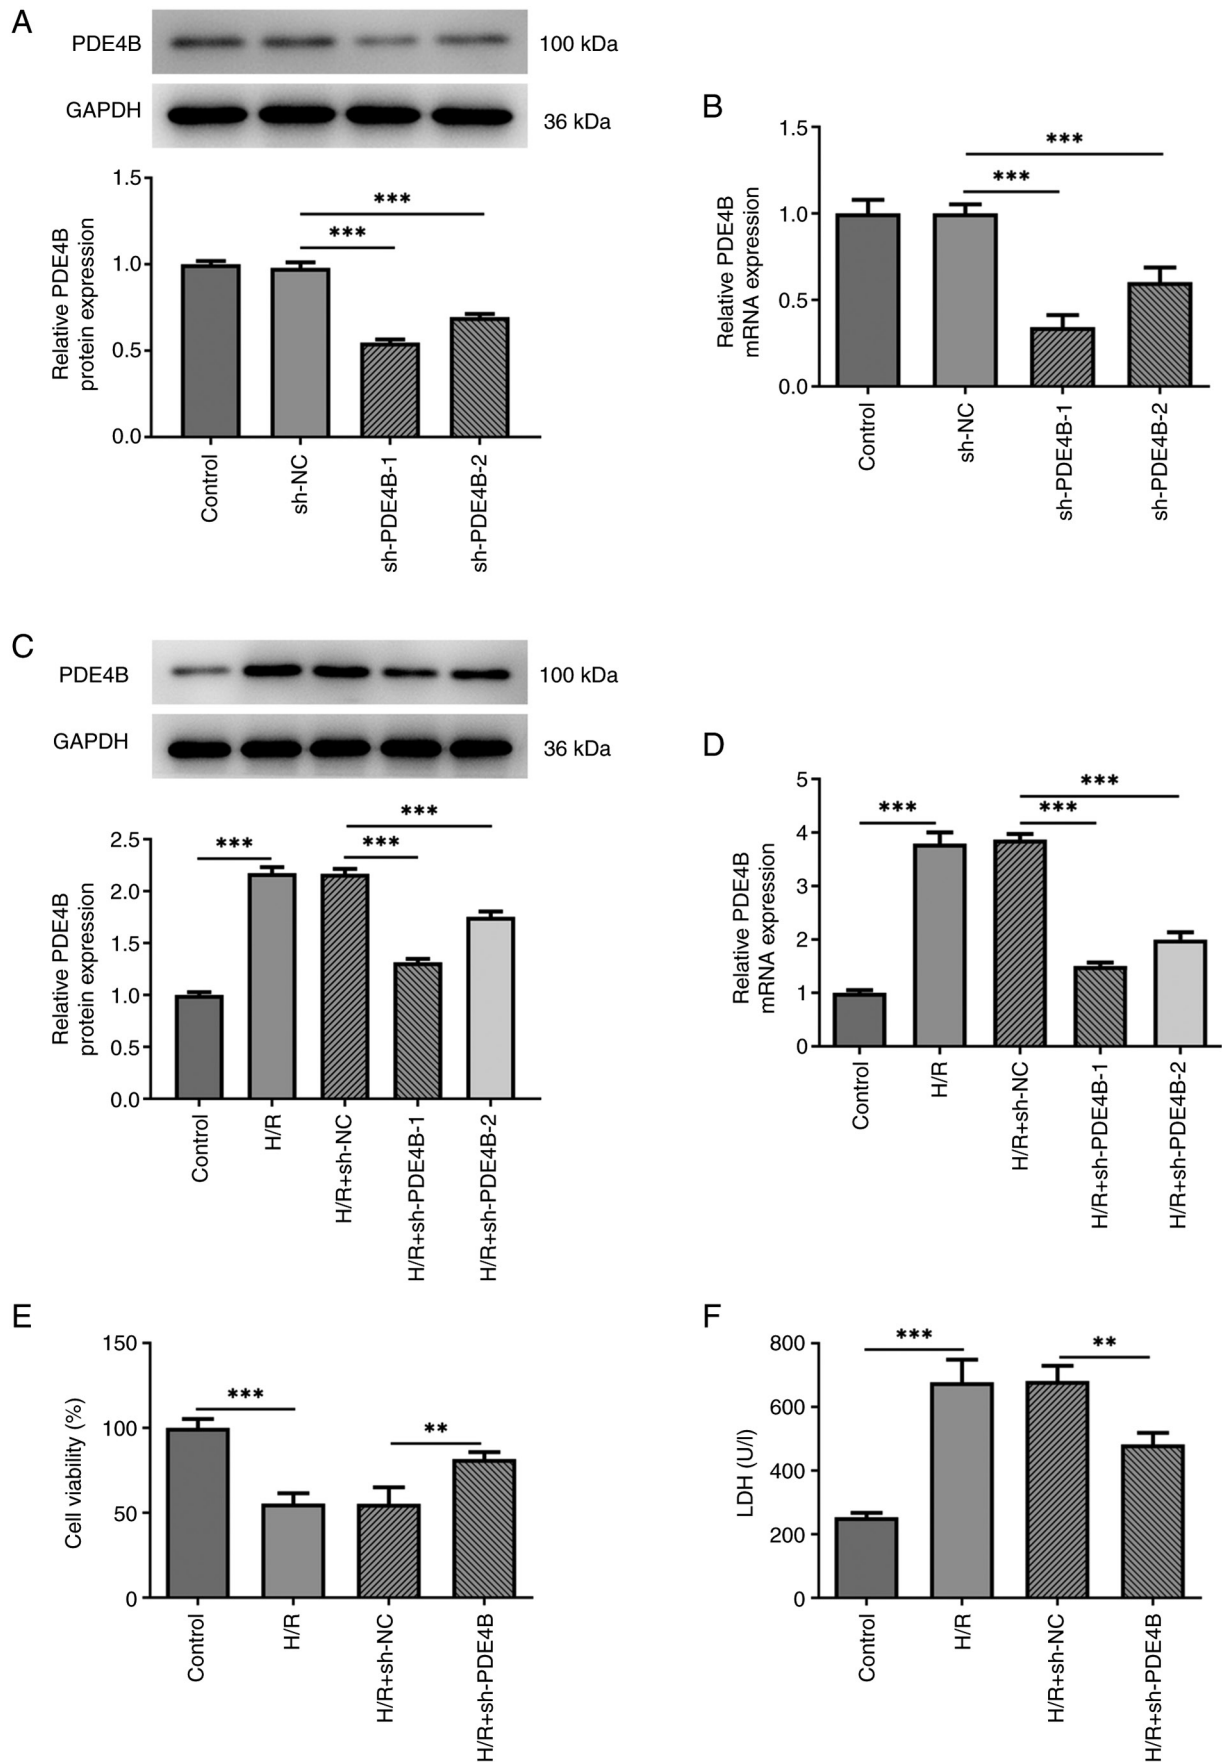 A
PDE4B
100 kDa
GAPDH
36 kDa
1.5
1.0
0.5
0.0
Relative PDE4B
protein expression
***
***
Control
sh-NC
sh-PDE4B-1
sh-PDE4B-2
B
1.5
1.0
0.5
0.0
Relative PDE4B
mRNA expression
***
***
Control
sh-NC
sh-PDE4B-1
sh-PDE4B-2
C
PDE4B
100 kDa
GAPDH
36 kDa
2.5
2.0
1.5
1.0
0.5
0.0
Relative PDE4B
protein expression
***
***
***
Control
H/R
H/R+sh-NC
H/R+sh-PDE4B-1
H/R+sh-PDE4B-2
D
5
4
3
2
1
0
Relative PDE4B
mRNA expression
***
***
***
Control
H/R
H/R+sh-NC
H/R+sh-PDE4B-1
H/R+sh-PDE4B-2
E
150
100
50
0
Cell viability (%)
***
**
Control
H/R
H/R+sh-NC
H/R+sh-PDE4B
F
800
600
400
200
0
LDH (U/l)
***
**
Control
H/R
H/R+sh-NC
H/R+sh-PDE4B